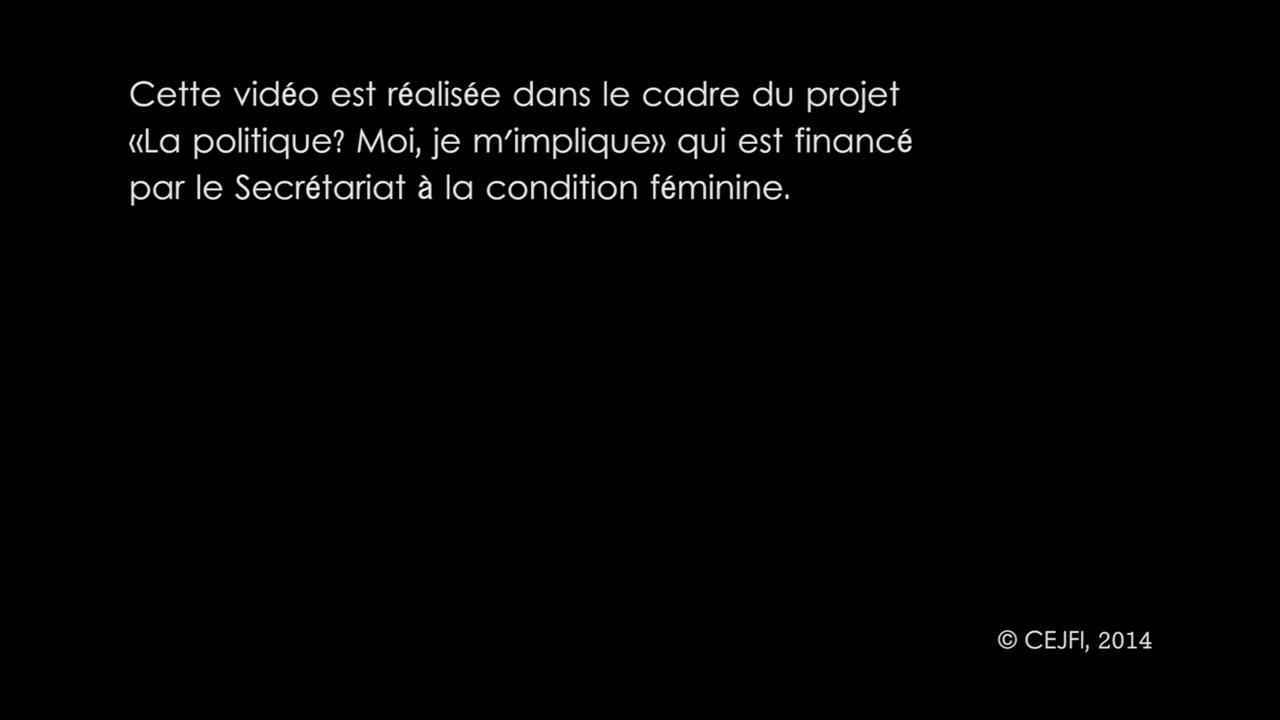 Cette vidéo est réalisée dans le cadre du projet
«La politique? Moi, je m'implique» qui est financé
par le Secrétariat à la condition féminine.
© CEJFI, 2014